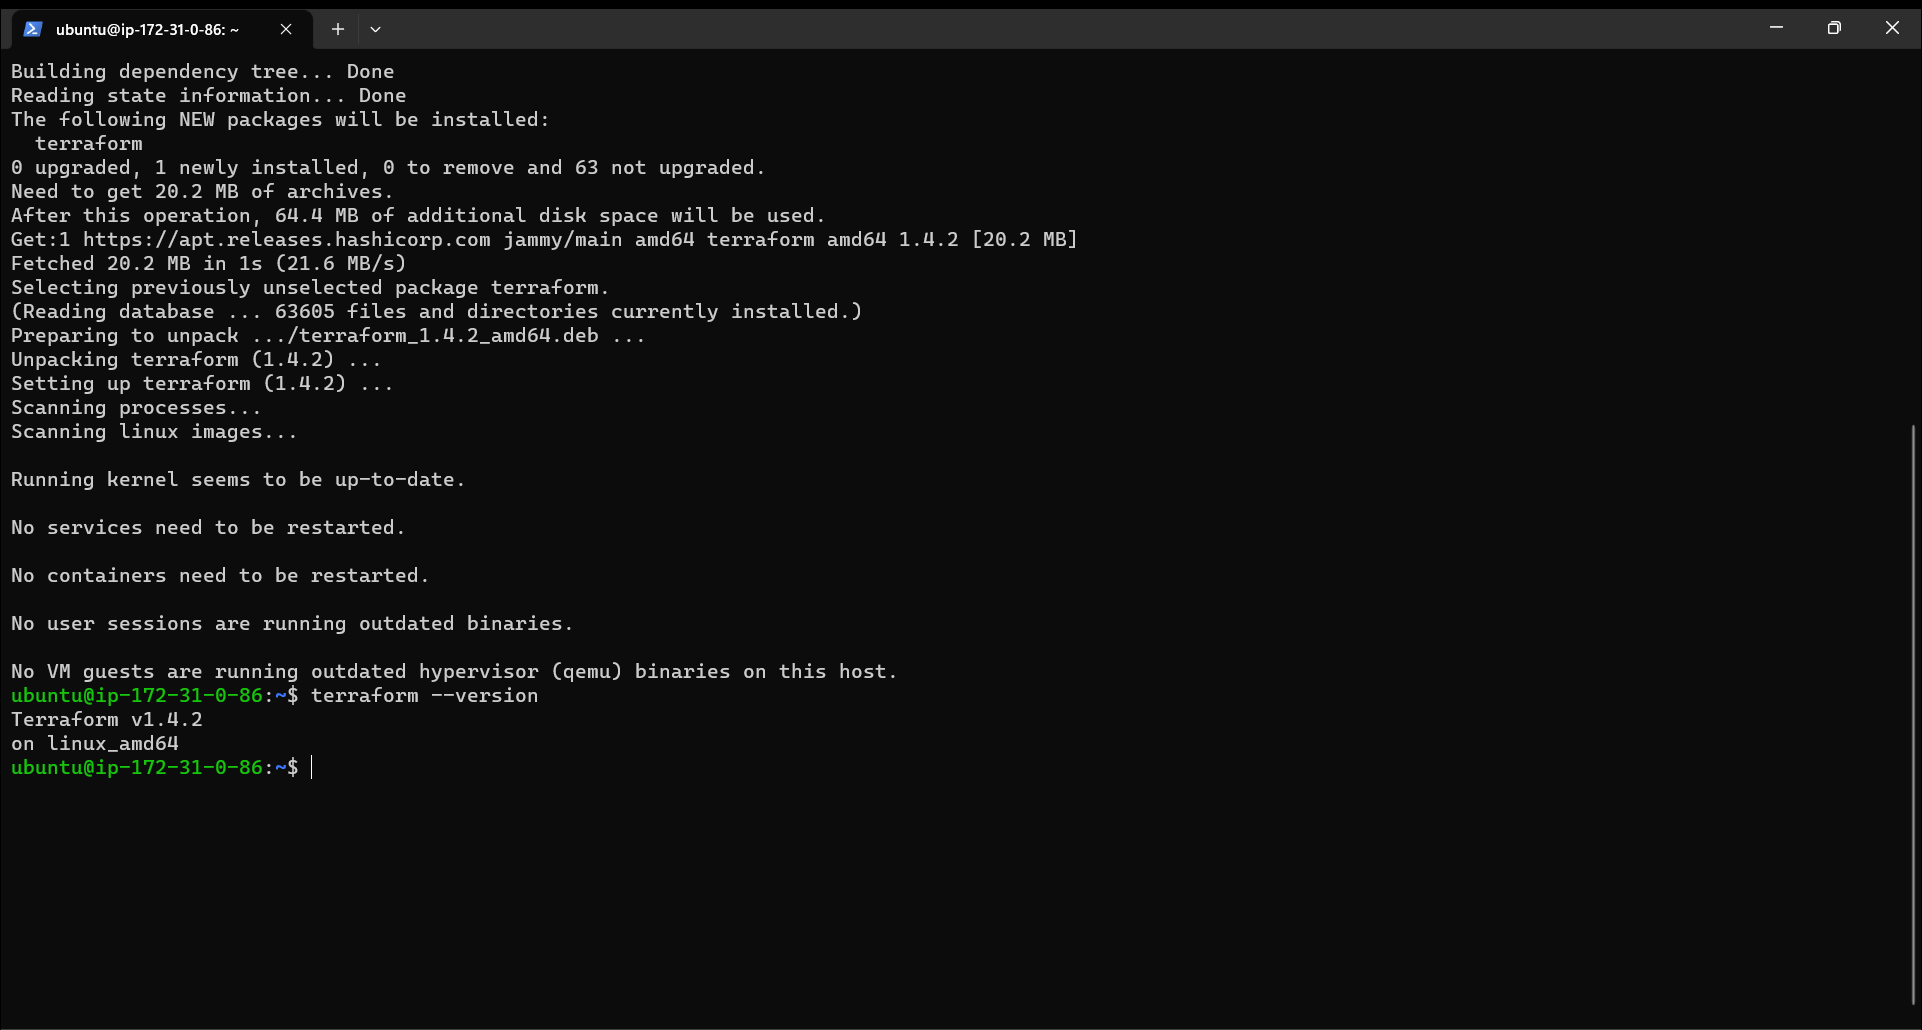 ubuntu@ip-172-31-0-86: ~
Building dependency tree... Done
Reading state information... Done
The following NEW packages will be installed:
  terraform
0 upgraded, 1 newly installed, 0 to remove and 63 not upgraded.
Need to get 20.2 MB of archives.
After this operation, 64.4 MB of additional disk space will be used.
Get:1 https://apt.releases.hashicorp.com jammy/main amd64 terraform amd64 1.4.2 [20.2 MB]
Fetched 20.2 MB in 1s (21.6 MB/s)
Selecting previously unselected package terraform.
(Reading database ... 63605 files and directories currently installed.)
Preparing to unpack .../terraform_1.4.2_amd64.deb ...
Unpacking terraform (1.4.2) ...
Setting up terraform (1.4.2) ...
Scanning processes...
Scanning linux images...
Running kernel seems to be up-to-date.
No services need to be restarted.
No containers need to be restarted.
No user sessions are running outdated binaries.
No VM guests are running outdated hypervisor (qemu) binaries on this host.
ubuntu@ip-172-31-0-86:~$ terraform --version
Terraform v1.4.2
on linux_amd64
ubuntu@ip-172-31-0-86:~$